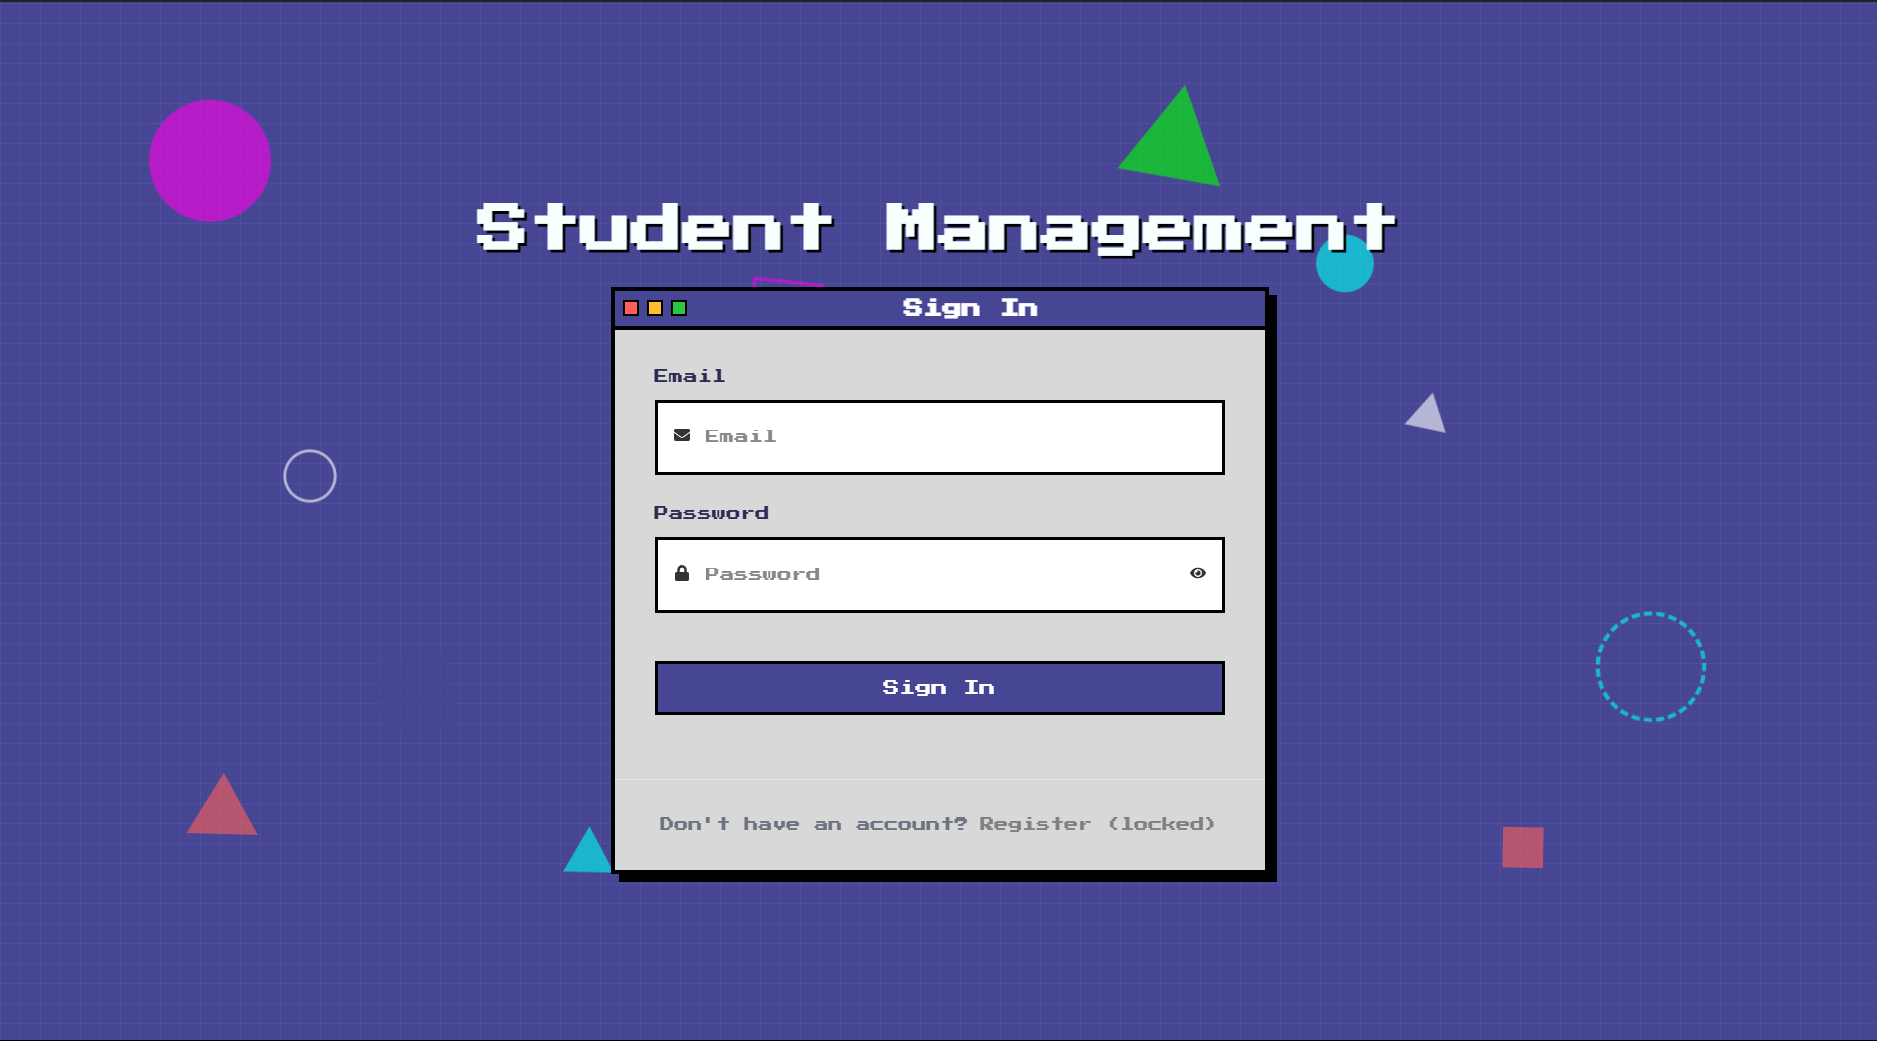 Student Management
Sign In
Email
Email
Password
Password
Sign In
Don't have an account? Register (locked)